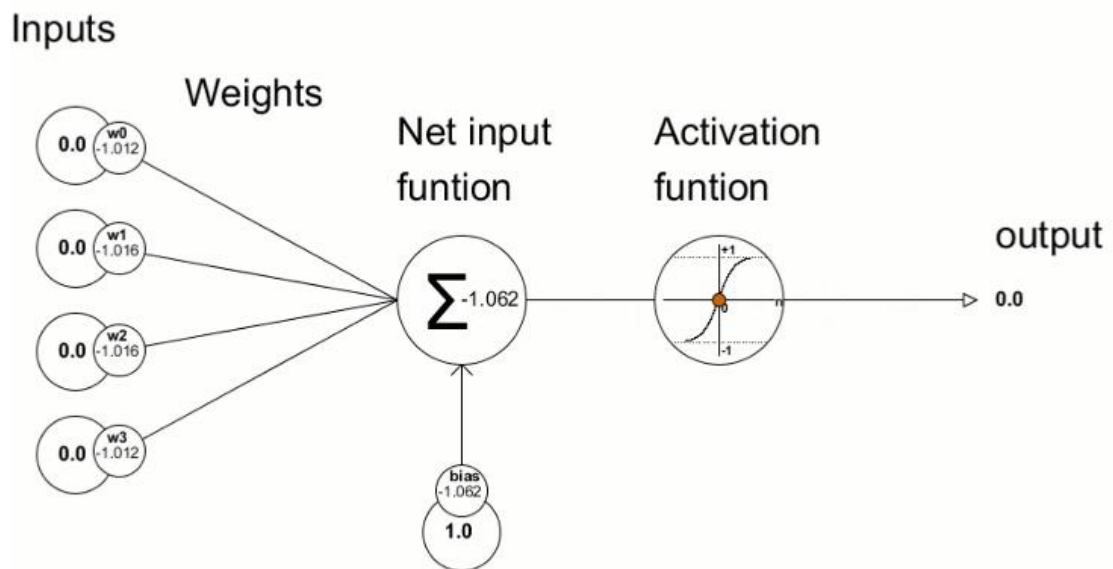 Inputs
Weights
Net input
funtion
Activation
funtion
output
0.0
w0
-1.012
0.0
w1
-1.016
0.0
w2
-1.016
0.0
w3
-1.012
Σ -1.062
+1
0
n
-1
0.0
bias
-1.062
1.0